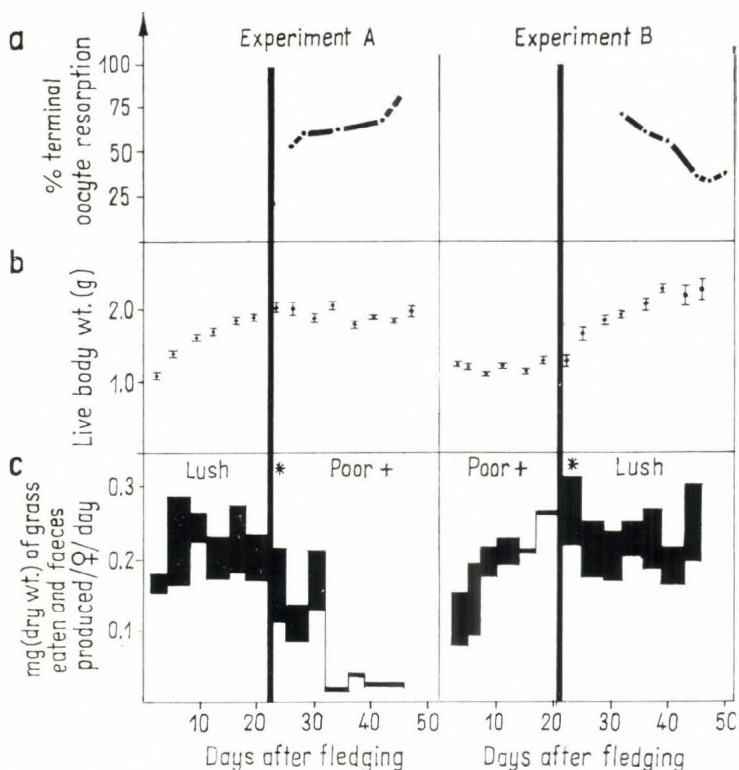 Experiment A
Experiment B
a
% terminal
oocyte resorption
100
75
50
25
b
Live body wt.(g)
2.0
1.0
c
mg(dry wt.) of grass
eaten and faeces
produced/♀/day
0.3
0.2
0.1
Lush
*
Poor +
Poor +
*
Lush
10 20 30 40 50
10 20 30 40 50
Days after fledging
Days after fledging